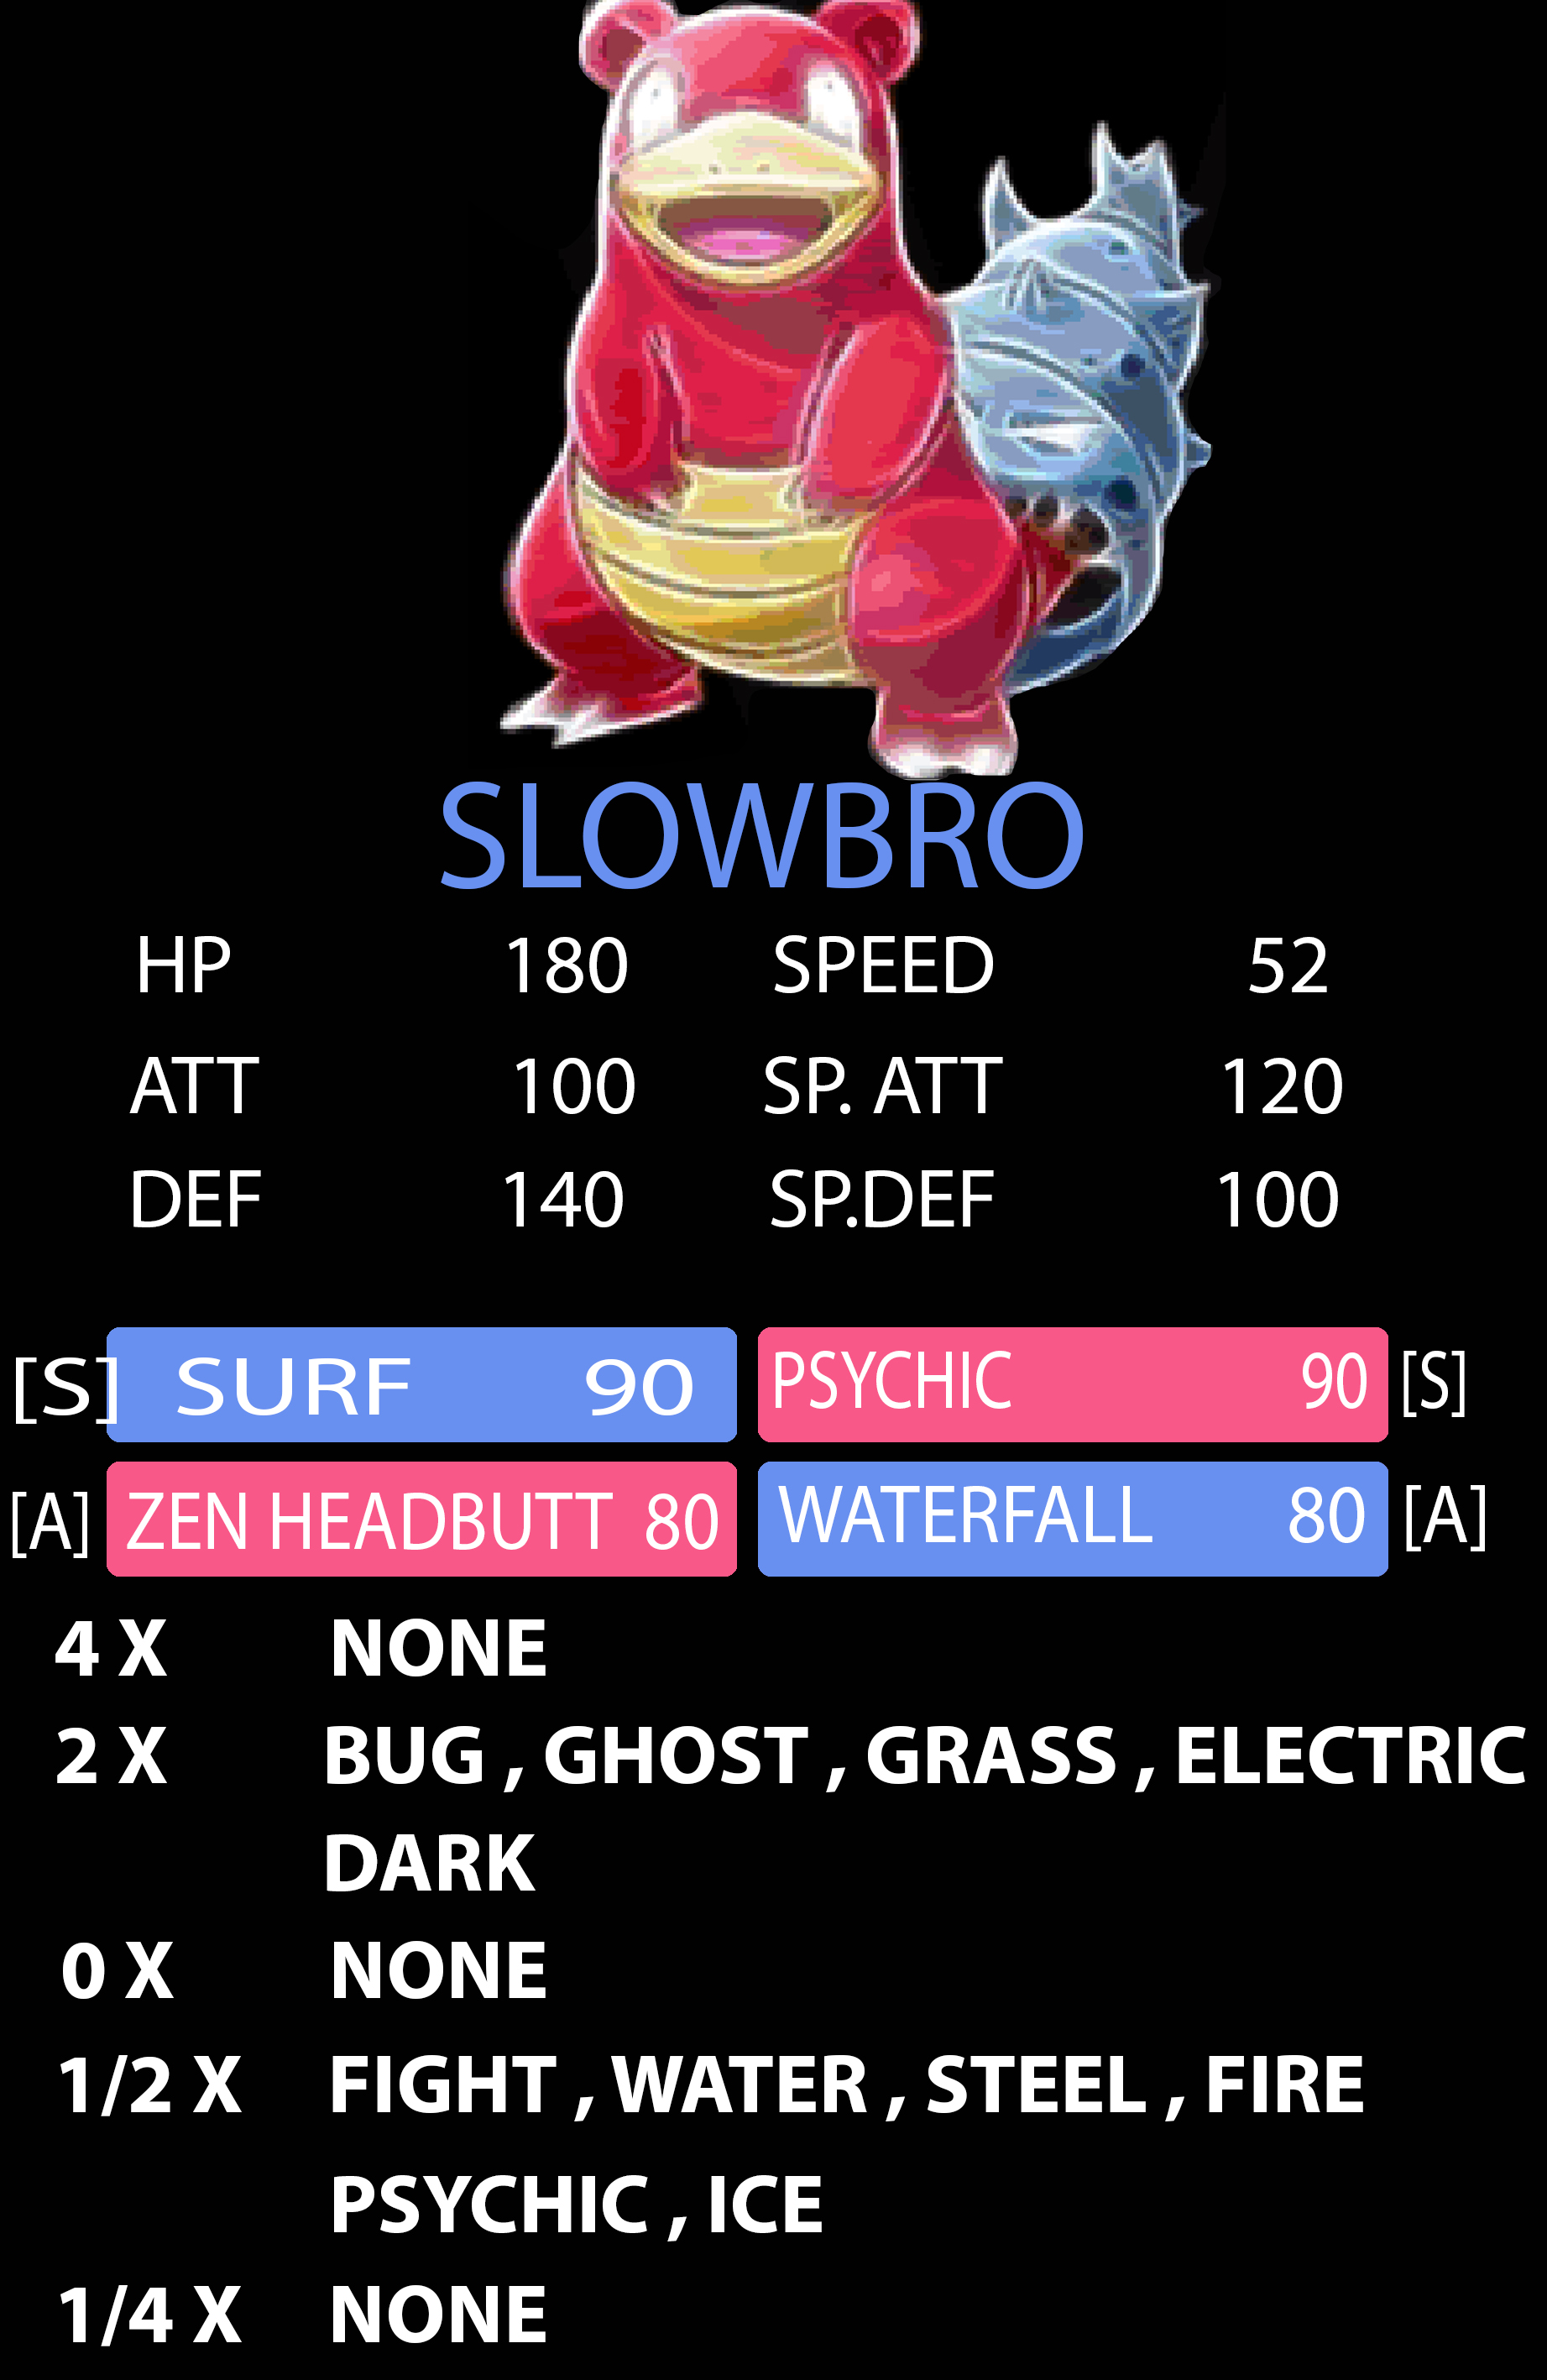 SLOWBRO
HP 180 SPEED 52
ATT 100 SP. ATT 120
DEF 140 SP.DEF 100
[S] SURF 90 PSYCHIC 90 [S]
[A] ZEN HEADBUTT 80 WATERFALL 80 [A]
4 X NONE
2 X BUG , GHOST , GRASS , ELECTRIC
DARK
0 X NONE
1/2 X FIGHT , WATER , STEEL , FIRE
PSYCHIC , ICE
1/4 X NONE